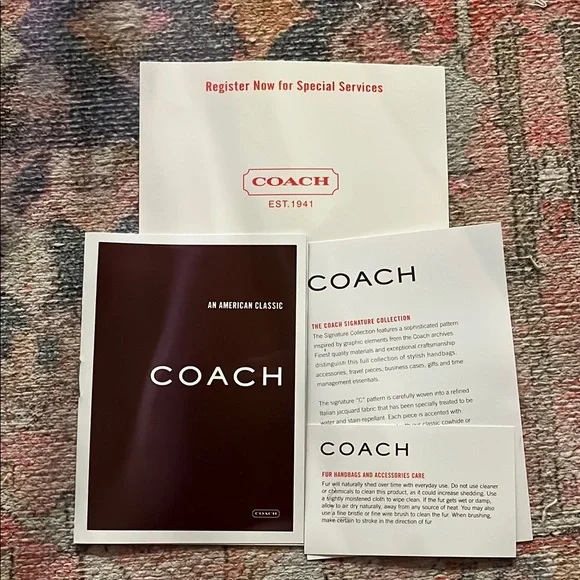 Register Now for Special Services
COACH
EST. 1941
AN AMERICAN CLASSIC
COACH
COACH
COACH
THE COACH SIGNATURE COLLECTION
The Signature Collection features a sophisticated pattern
inspired by graphic elements from the Coach archives.
Finest quality materials and exceptional craftsmanship
distinguish this full collection of stylish handbags,
accessories, travel pieces, business cases, gifts and time
management essentials.
The signature "C" pattern is carefully woven into a refined
Italian jacquard fabric that has been specially treated to be
water and stain-repellant. Each piece is accented with
our classic cowhide or
COACH
FUR HANDBAGS AND ACCESSORIES CARE
Fur will naturally shed over time with everyday use. Do not use cleaner
or chemicals to clean this product, as it could increase shedding. Use
a slightly moistened cloth to wipe clean. If the fur gets wet or damp,
allow to air dry naturally, away from any source of heat. You may also
use a fine bristle or fine wire brush to clean the fur. When brushing,
make certain to stroke in the direction of fur